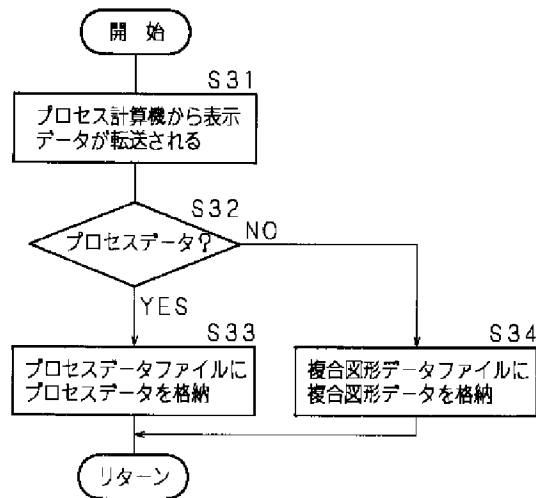 開 始
S31
プロセス計算機から表示
データが転送される
S32
プロセスデータ?
NO
YES
S33
プロセスデータファイルに
プロセスデータを格納
S34
複合図形データファイルに
複合図形データを格納
リターン